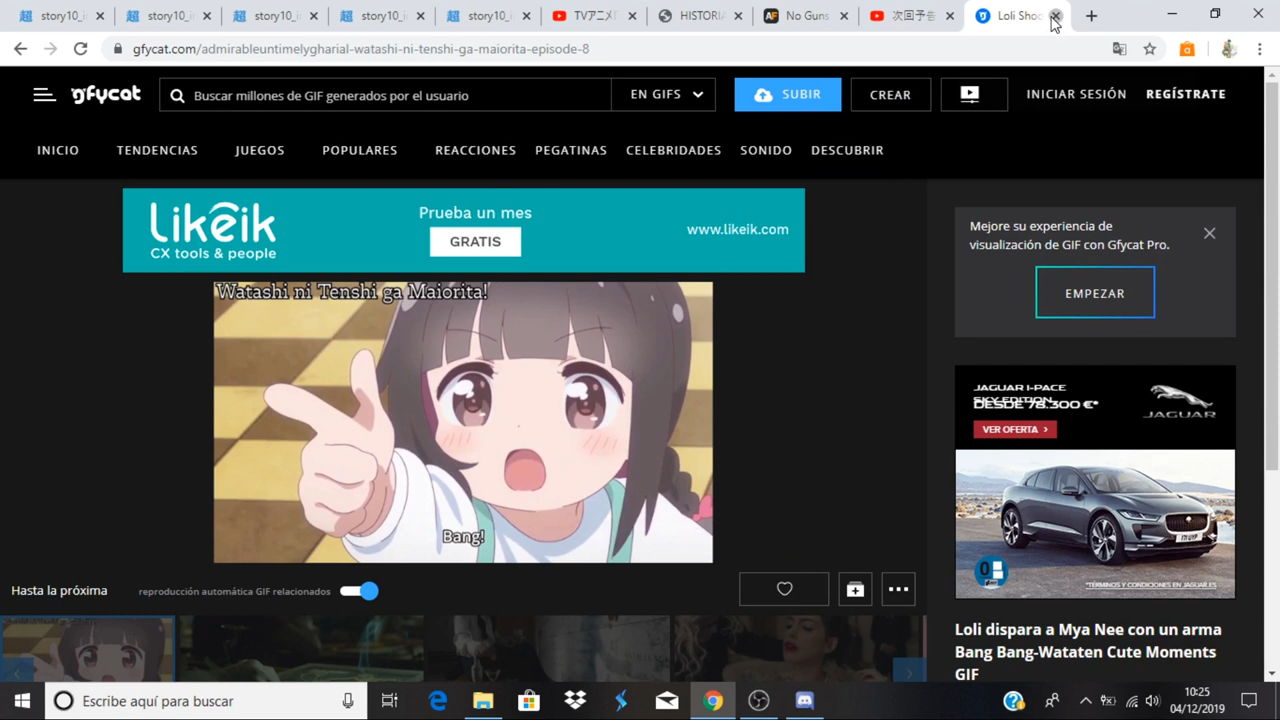 story10_i
story10_i
story10_i
story10_i
story10_i
TVアニメ
HISTORIA
No Guns
次回予告
Loli Shoo
gfycat.com/admirableuntimelygharial-watashi-ni-tenshi-ga-maiorita-episode-8
gfycat
Buscar millones de GIF generados por el usuario
EN GIFS
SUBIR
CREAR
INICIAR SESIÓN
REGÍSTRATE
INICIO
TENDENCIAS
JUEGOS
POPULARES
REACCIONES
PEGATINAS
CELEBRIDADES
SONIDO
DESCUBRIR
likeik
CX tools & people
Prueba un mes
GRATIS
www.likeik.com
Mejore su experiencia de
visualización de GIF con Gfycat Pro.
EMPEZAR
Watashi ni Tenshi ga Maiorita!
Bang!
JAGUAR I-PACE
DESDE 78.300 €*
VER OFERTA >
JAGUAR
*TÉRMINOS Y CONDICIONES EN JAGUAR.ES
Hasta la próxima
reproducción automática GIF relacionados
Loli dispara a Mya Nee con un arma
Bang Bang-Wataten Cute Moments
GIF
Escribe aquí para buscar
10:25
04/12/2019